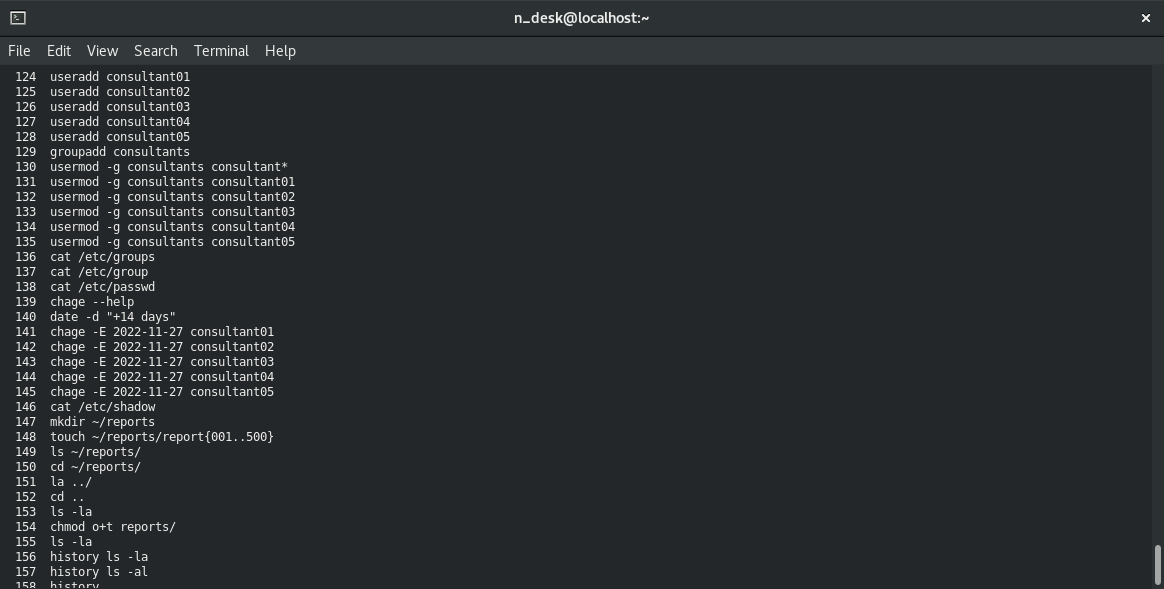 n_desk@localhost:~
File Edit View Search Terminal Help
124 useradd consultant01
125 useradd consultant02
126 useradd consultant03
127 useradd consultant04
128 useradd consultant05
129 groupadd consultants
130 usermod -g consultants consultant*
131 usermod -g consultants consultant01
132 usermod -g consultants consultant02
133 usermod -g consultants consultant03
134 usermod -g consultants consultant04
135 usermod -g consultants consultant05
136 cat /etc/groups
137 cat /etc/group
138 cat /etc/passwd
139 chage --help
140 date -d "+14 days"
141 chage -E 2022-11-27 consultant01
142 chage -E 2022-11-27 consultant02
143 chage -E 2022-11-27 consultant03
144 chage -E 2022-11-27 consultant04
145 chage -E 2022-11-27 consultant05
146 cat /etc/shadow
147 mkdir ~/reports
148 touch ~/reports/report{001..500}
149 ls ~/reports/
150 cd ~/reports/
151 la ../
152 cd ..
153 ls -la
154 chmod o+t reports/
155 ls -la
156 history ls -la
157 history ls -al
158 history